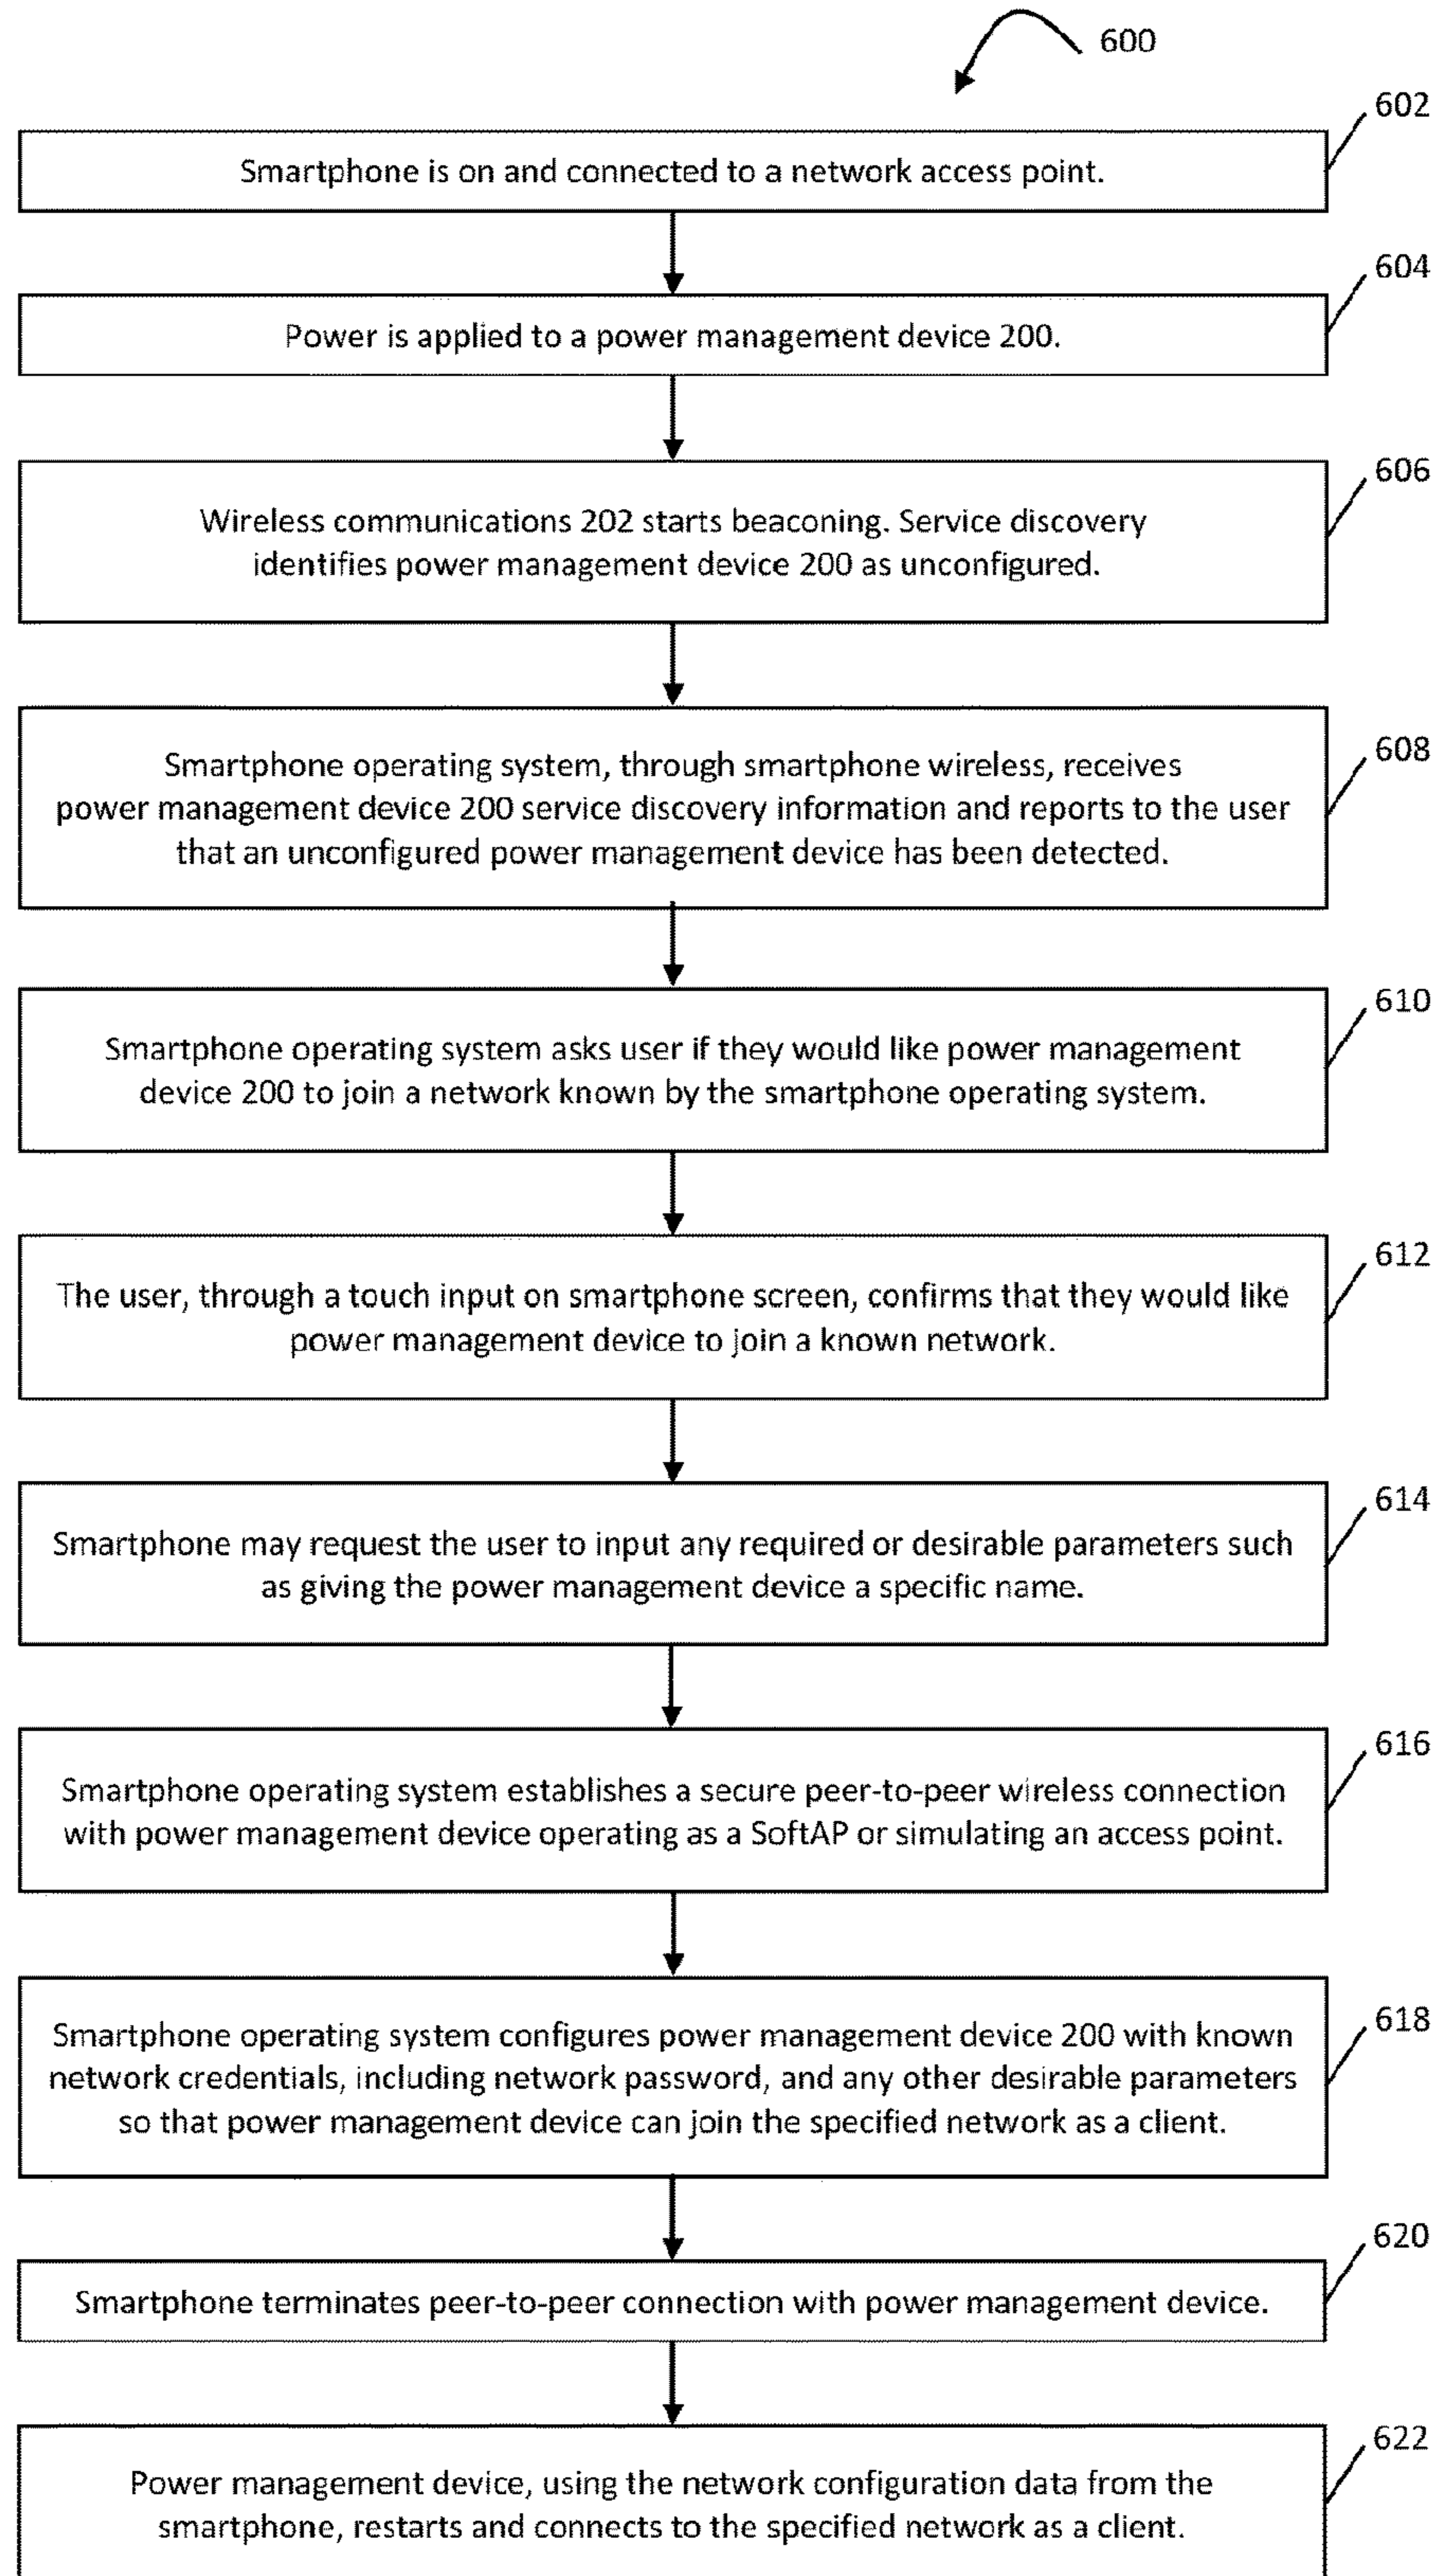 600
602
Smartphone is on and connected to a network access point.
604
Power is applied to a power management device 200.
606
Wireless communications 202 starts beaconing. Service discovery
identifies power management device 200 as unconfigured.
608
Smartphone operating system, through smartphone wireless, receives
power management device 200 service discovery information and reports to the user
that an unconfigured power management device has been detected.
610
Smartphone operating system asks user if they would like power management
device 200 to join a network known by the smartphone operating system.
612
The user, through a touch input on smartphone screen, confirms that they would like
power management device to join a known network.
614
Smartphone may request the user to input any required or desirable parameters such
as giving the power management device a specific name.
616
Smartphone operating system establishes a secure peer-to-peer wireless connection
with power management device operating as a SoftAP or simulating an access point.
618
Smartphone operating system configures power management device 200 with known
network credentials, including network password, and any other desirable parameters
so that power management device can join the specified network as a client.
620
Smartphone terminates peer-to-peer connection with power management device.
622
Power management device, using the network configuration data from the
smartphone, restarts and connects to the specified network as a client.